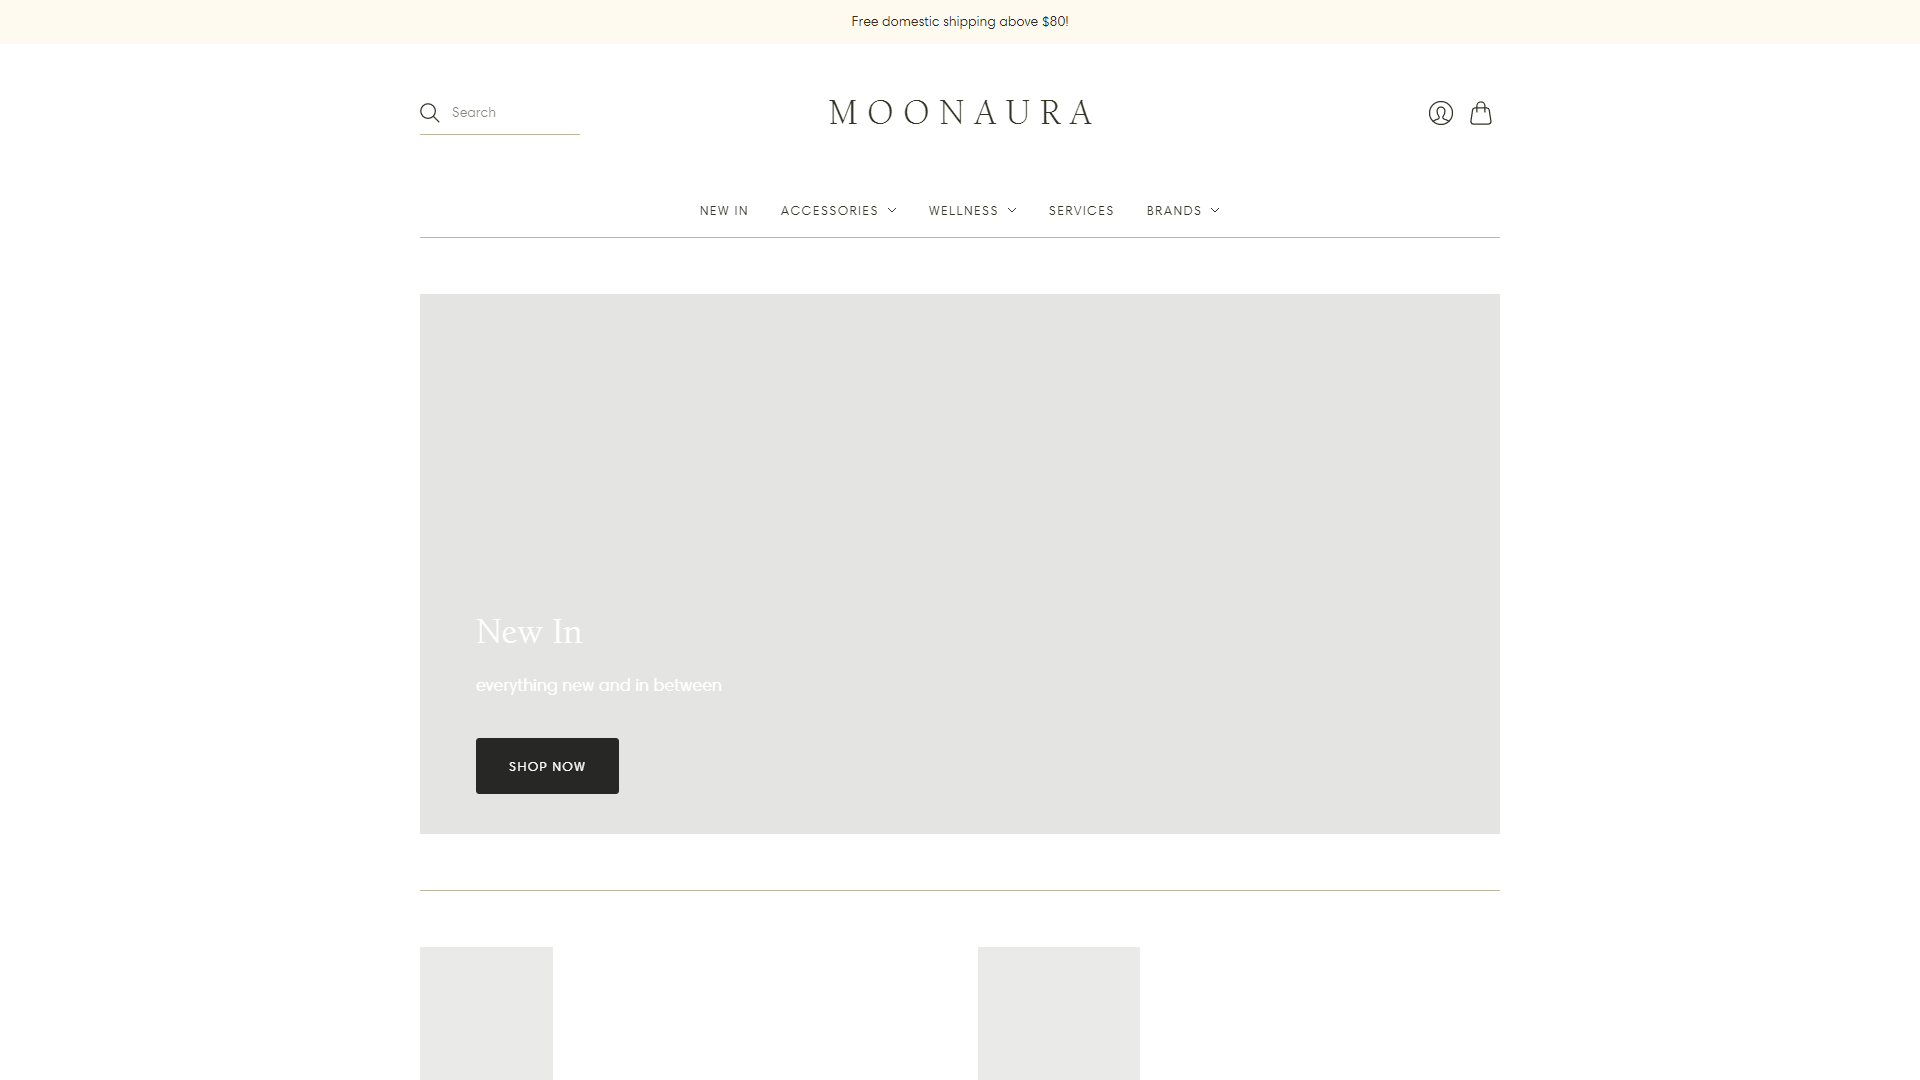 Free domestic shipping above $80!
Search
MOONAURA
NEW IN
ACCESSORIES
WELLNESS
SERVICES
BRANDS
New In
everything new and in between
SHOP NOW